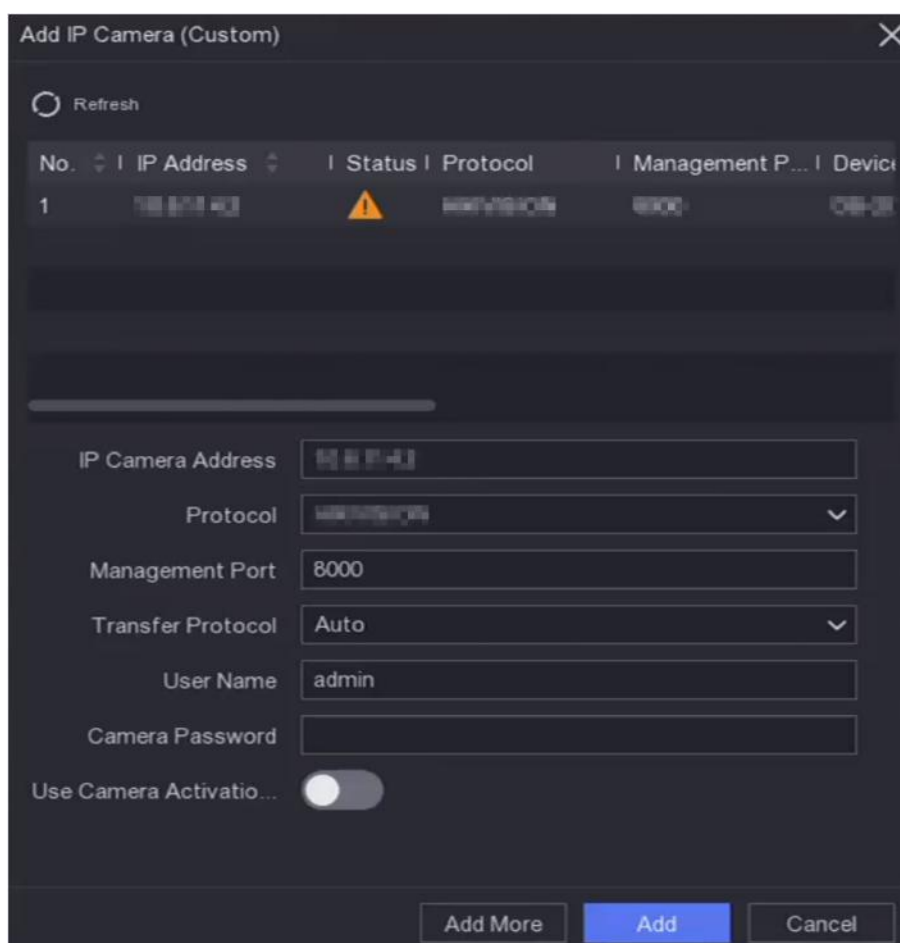 Add IP Camera (Custom)
Refresh
No. IP Address Status Protocol Management P... Device
1
IP Camera Address
Protocol
Management Port 8000
Transfer Protocol Auto
User Name admin
Camera Password
Use Camera Activatio...
Add More Add Cancel